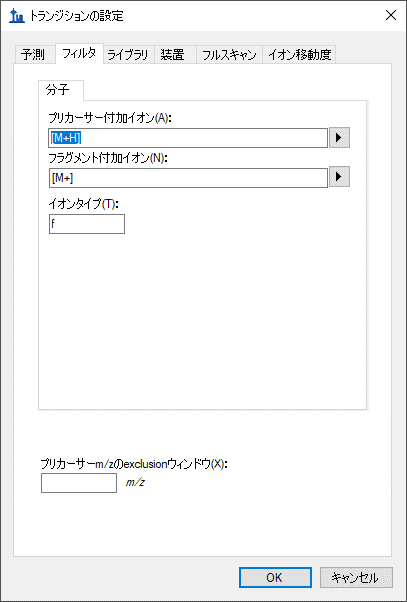 トランジションの設定
予測 フィルタ ライブラリ 装置 フルスキャン イオン移動度
分子
プリカーサー付加イオン(A):
[M+H]
フラグメント付加イオン(N):
[M+]
イオンタイプ(T):
f
プリカーサーm/zのexclusionウィンドウ(X):
m/z
OK キャンセル